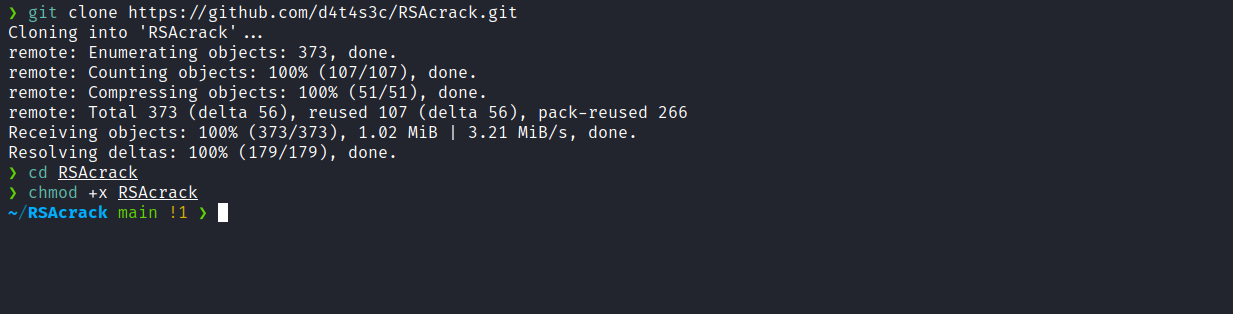 ❯ git clone https://github.com/d4t4s3c/RSAcrack.git
Cloning into 'RSAcrack'...
remote: Enumerating objects: 373, done.
remote: Counting objects: 100% (107/107), done.
remote: Compressing objects: 100% (51/51), done.
remote: Total 373 (delta 56), reused 107 (delta 56), pack-reused 266
Receiving objects: 100% (373/373), 1.02 MiB | 3.21 MiB/s, done.
Resolving deltas: 100% (179/179), done.
❯ cd RSAcrack
❯ chmod +x RSAcrack
~/RSAcrack main !1 ❯